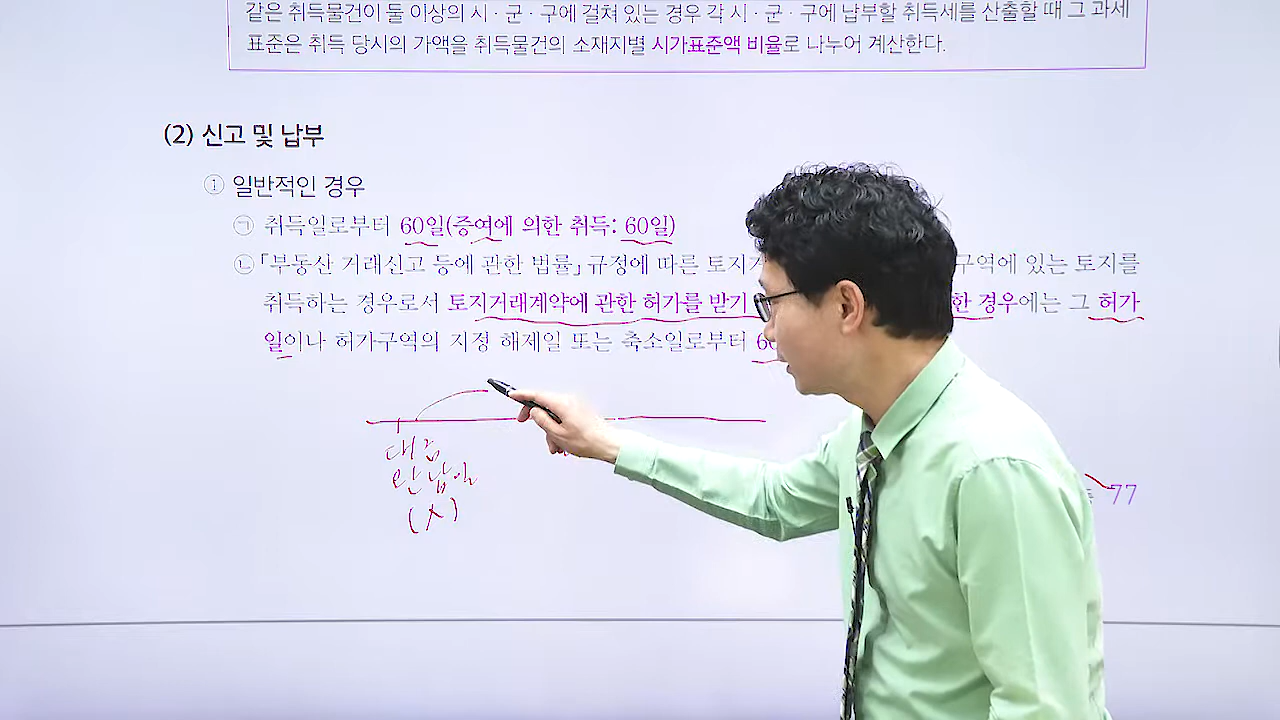 같은 취득물건이 둘 이상의 시 · 군 · 구에 걸쳐 있는 경우 각 시 · 군 · 구에 납부할 취득세를 산출할 때 그 과세
표준은 취득 당시의 가액을 취득물건의 소재지별 시가표준액 비율로 나누어 계산한다.
(2) 신고 및 납부
ⓛ 일반적인 경우
㉠ 취득일로부터 60일(증여에 의한 취득: 60일)
㉡ 「부동산 거래신고 등에 관한 법률」 규정에 따른 토지거 구역에 있는 토지를
취득하는 경우로서 토지거래계약에 관한 허가를 받기 한 경우에는 그 허가
일이나 허가구역의 지정 해제일 또는 축소일로부터 60
대금
완납일
(X)
77